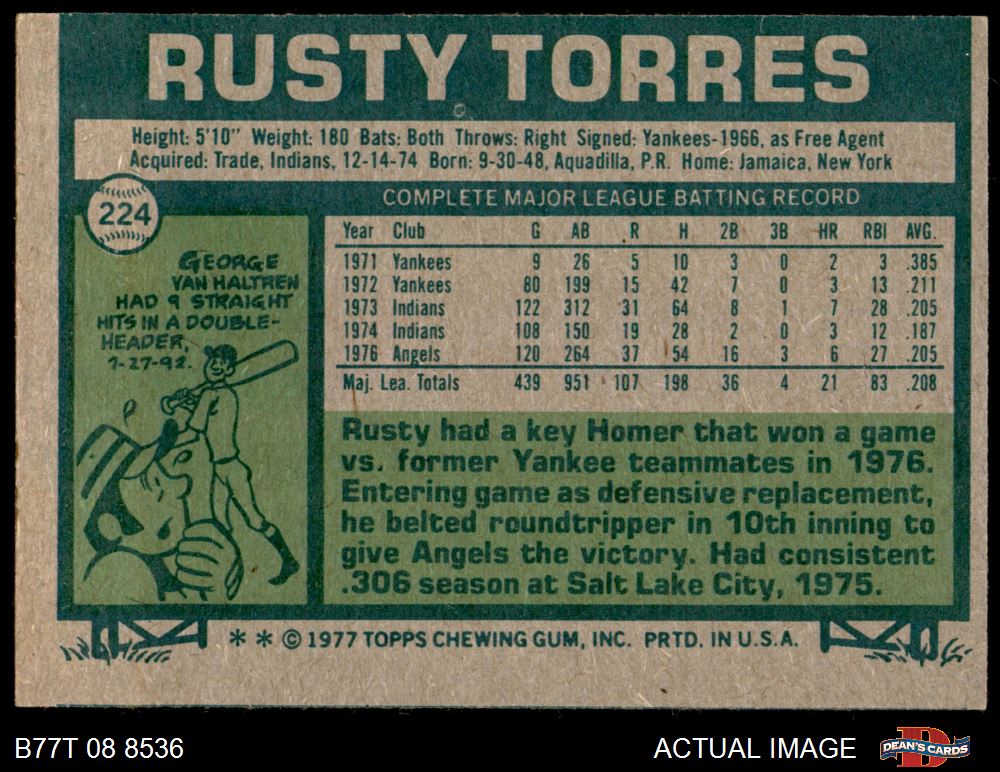 RUSTY TORRES
Height: 5'10" Weight: 180 Bats: Both Throws: Right Signed: Yankees-1966, as Free Agent
Acquired: Trade, Indians, 12-14-74 Born: 9-30-48, Aquadilla, P.R. Home: Jamaica, New York
224
GEORGE
VAN HALTREN
HAD 9 STRAIGHT
HITS IN A DOUBLE-
HEADER,
7-27-92.
COMPLETE MAJOR LEAGUE BATTING RECORD
Year Club G AB R H 2B 3B HR RBI AVG.
1971 Yankees 9 26 5 10 3 0 2 3 .385
1972 Yankees 80 199 15 42 7 0 3 13 .211
1973 Indians 122 312 31 64 8 1 7 28 .205
1974 Indians 108 150 19 28 2 0 3 12 .187
1976 Angels 120 264 37 54 16 3 6 27 .205
Maj. Lea. Totals 439 951 107 198 36 4 21 83 .208
Rusty had a key Homer that won a game
vs. former Yankee teammates in 1976.
Entering game as defensive replacement,
he belted roundtripper in 10th inning to
give Angels the victory. Had consistent
.306 season at Salt Lake City, 1975.
* * © 1977 TOPPS CHEWING GUM, INC. PRTD. IN U.S.A.
B77T 08 8536
ACTUAL IMAGE
DEAN'S CARDS